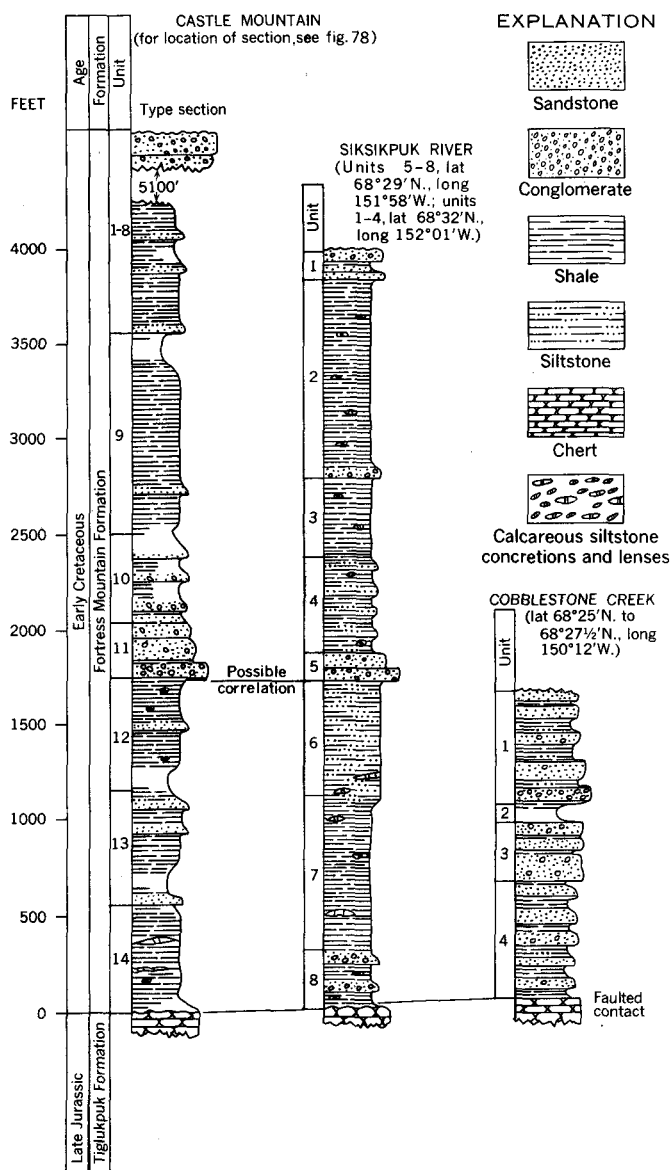 CASTLE MOUNTAIN
(for location of section, see fig. 78)
Age
Formation
Unit
FEET
Type section
5100'
4000
3500
3000
2500
2000
1500
1000
500
0
Early Cretaceous
Late Jurassic
Fortress Mountain Formation
Tiglukpuk Formation
1-8
9
10
11
12
13
14
Possible
correlation
SIKSIKPUK RIVER
(Units 5-8, lat
68°29'N., long
151°58'W.; units
1-4, lat 68°32'N.,
long 152°01'W.)
Unit
1
2
3
4
5
6
7
8
EXPLANATION
Sandstone
Conglomerate
Shale
Siltstone
Chert
Calcareous siltstone
concretions and lenses
COBBLESTONE CREEK
(lat 68°25'N. to
68°27½'N., long
150°12'W.)
Unit
1
2
3
4
Faulted
contact